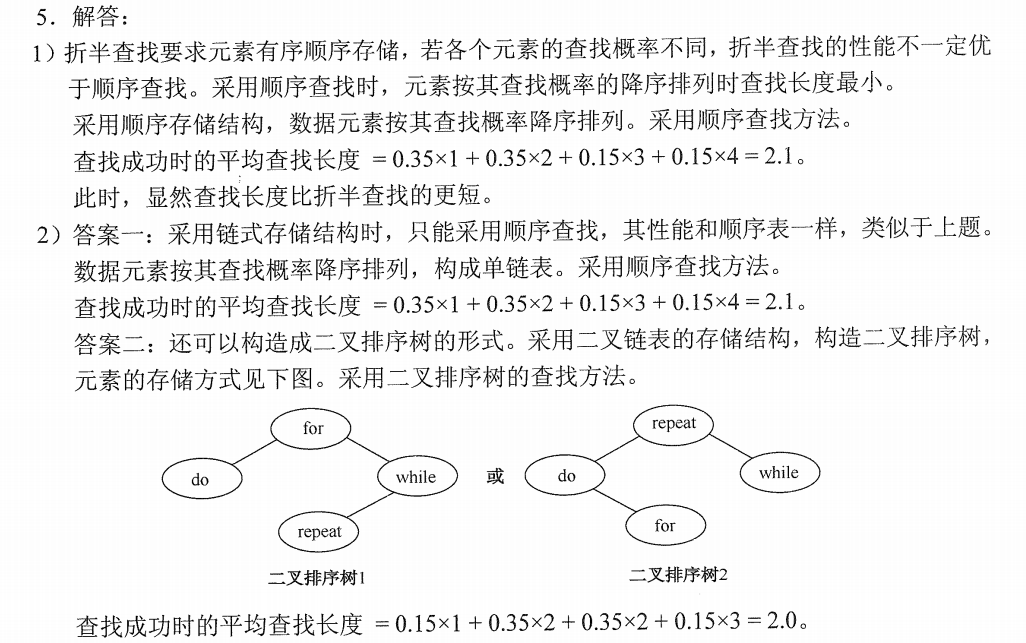 5．解答：
1）折半查找要求元素有序顺序存储，若各个元素的查找概率不同，折半查找的性能不一定优
于顺序查找。采用顺序查找时，元素按其查找概率的降序排列时查找长度最小。
采用顺序存储结构，数据元素按其查找概率降序排列。采用顺序查找方法。
查找成功时的平均查找长度 = 0.35×1 + 0.35×2 + 0.15×3 + 0.15×4 = 2.1。
此时，显然查找长度比折半查找的更短。
2）答案一：采用链式存储结构时，只能采用顺序查找，其性能和顺序表一样，类似于上题。
数据元素按其查找概率降序排列，构成单链表。采用顺序查找方法。
查找成功时的平均查找长度 = 0.35×1 + 0.35×2 + 0.15×3 + 0.15×4 = 2.1。
答案二：还可以构造成二叉排序树的形式。采用二叉链表的存储结构，构造二叉排序树，
元素的存储方式见下图。采用二叉排序树的查找方法。
for
do
while
repeat
二叉排序树1
或
repeat
do
while
for
二叉排序树2
查找成功时的平均查找长度 = 0.15×1 + 0.35×2 + 0.35×2 + 0.15×3 = 2.0。